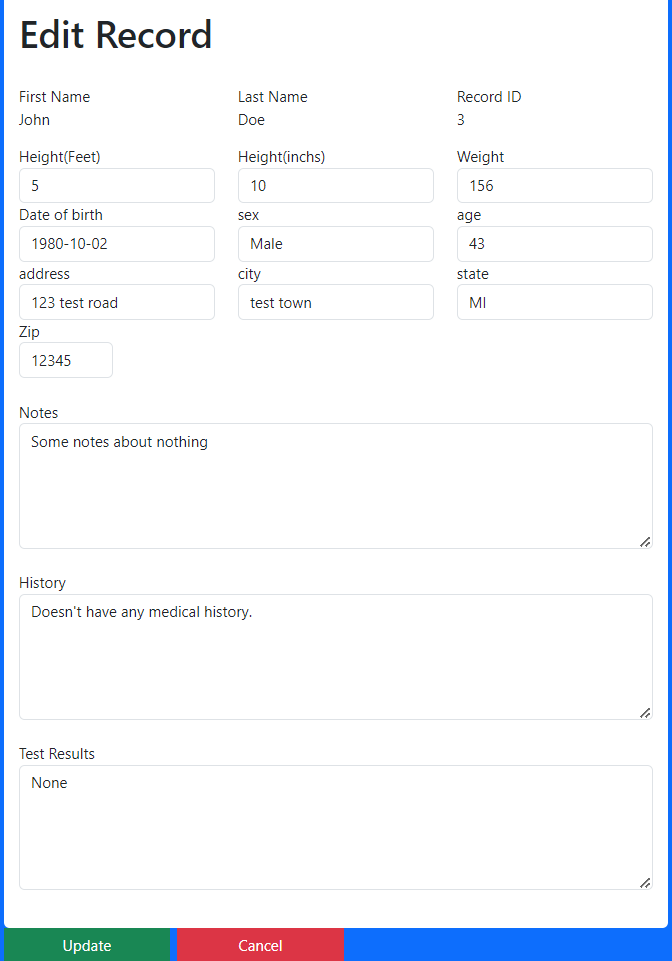 Edit Record
First Name Last Name Record ID
John Doe 3
Height(Feet) Height(inchs) Weight
5 10 156
Date of birth sex age
1980-10-02 Male 43
address city state
123 test road test town MI
Zip
12345
Notes
Some notes about nothing
History
Doesn't have any medical history.
Test Results
None
Update Cancel